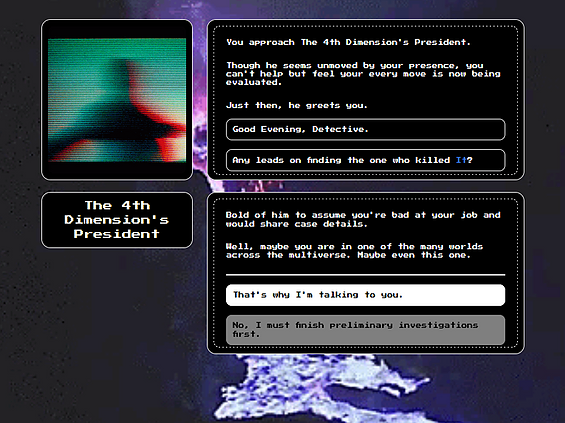 You approach The 4th Dimension's President.
Though he seems unmoved by your presence, you
can't help but feel your every move is now being
evaluated.
Just then, he greets you.
Good Evening, Detective.
Any leads on finding the one who killed It?
The 4th
Dimension's
President
Bold of him to assume you're bad at your job and
would share case details.
Well, maybe you are in one of the many worlds
across the multiverse. Maybe even this one.
That's why I'm talking to you.
No, I must finish preliminary investigations
first.